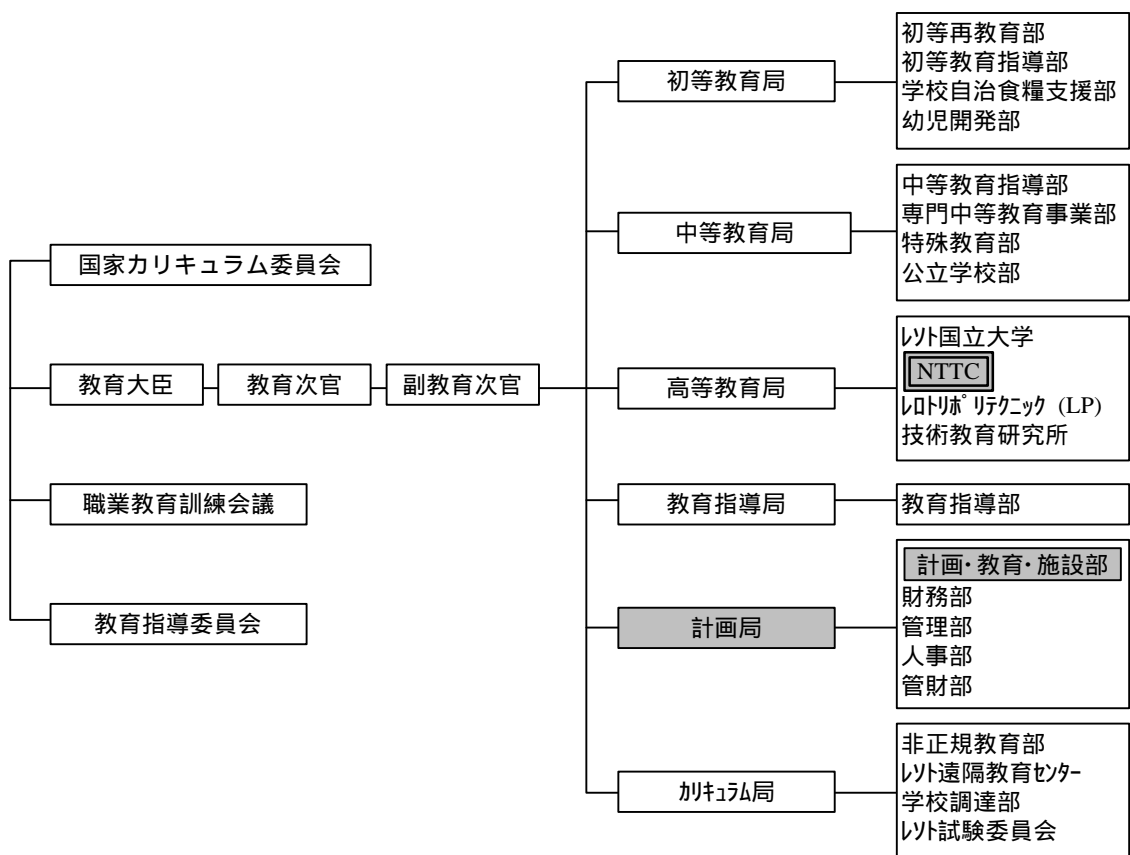 国家カリキュラム委員会
教育大臣
教育次官
副教育次官
職業教育訓練会議
教育指導委員会
初等教育局
初等再教育部
初等教育指導部
学校自治食糧支援部
幼児開発部
中等教育局
中等教育指導部
専門中等教育事業部
特殊教育部
公立学校部
高等教育局
ﾚｿﾄ国立大学
NTTC
ﾚﾛﾄﾘﾎﾟﾘﾃｸﾆｯｸ (LP)
技術教育研究所
教育指導局
教育指導部
計画局
計画・教育・施設部
財務部
管理部
人事部
管財部
ｶﾘｷｭﾗﾑ局
非正規教育部
ﾚｿﾄ遠隔教育ｾﾝﾀｰ
学校調達部
ﾚｿﾄ試験委員会